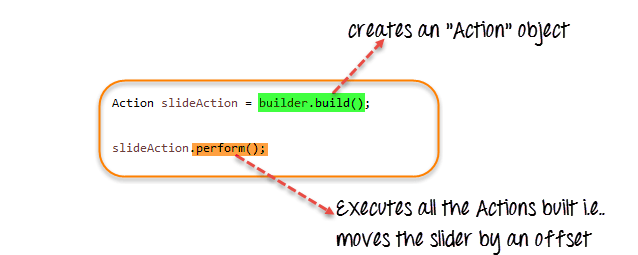 creates an "Action" object
Action slideAction = builder.build();
slideAction.perform();
Executes all the Actions built i.e..
moves the slider by an offset